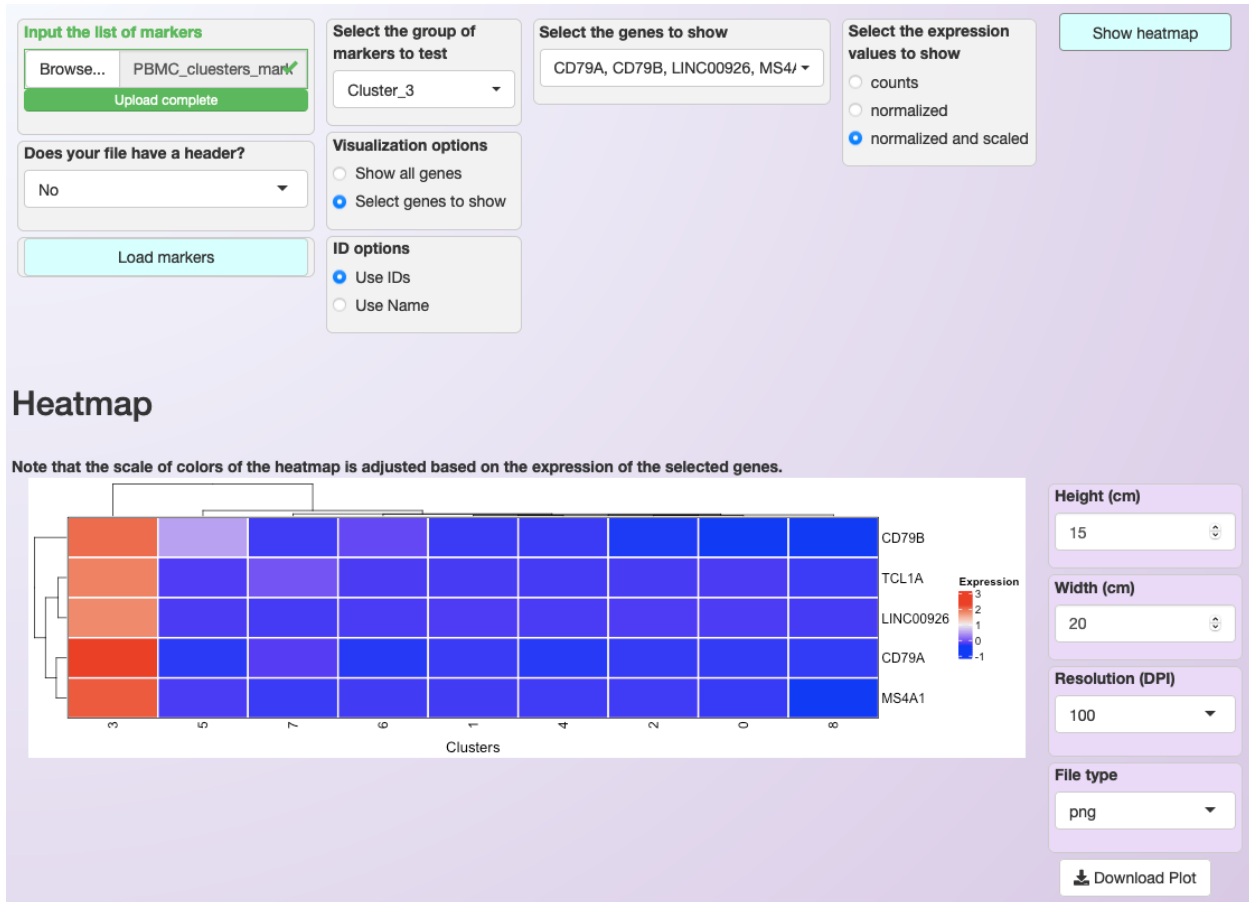 Input the list of markers
Browse...
PBMC_cluesters_mark
Upload complete
Does your file have a header?
No
Load markers
Select the group of
markers to test
Cluster_3
Visualization options
Show all genes
Select genes to show
ID options
Use IDs
Use Name
Select the genes to show
CD79A, CD79B, LINC00926, MS4A
Select the expression
values to show
counts
normalized
normalized and scaled
Show heatmap
Heatmap
Note that the scale of colors of the heatmap is adjusted based on the expression of the selected genes.
CD79B
TCL1A
LINC00926
CD79A
MS4A1
Expression
3
2
1
0
-1
3 5 7 6 1 4 2 0 8
Clusters
Height (cm)
15
Width (cm)
20
Resolution (DPI)
100
File type
png
Download Plot